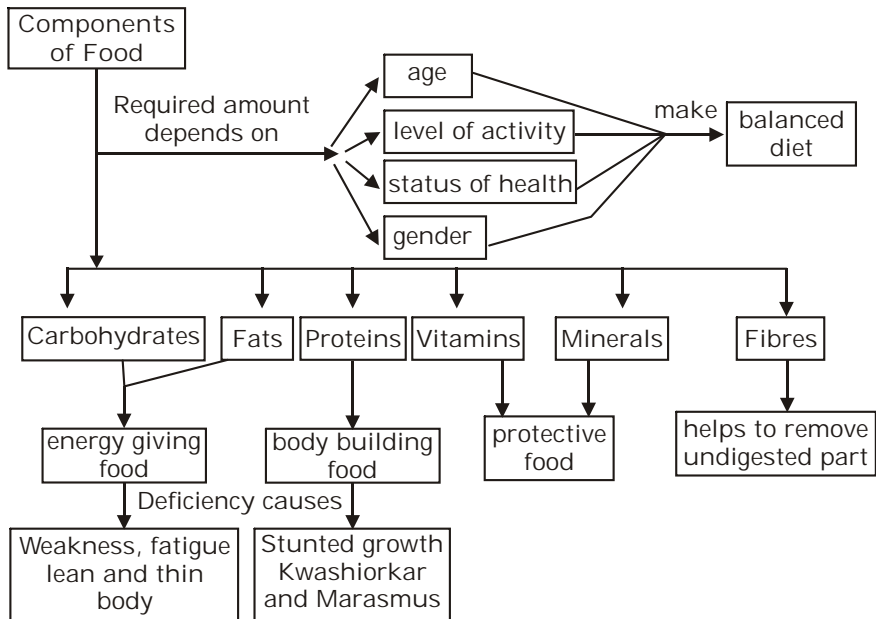 Components
of Food
Required amount
depends on
age
level of activity
status of health
gender
make
balanced
diet
Carbohydrates
Fats
Proteins
Vitamins
Minerals
Fibres
energy giving
food
body building
food
protective
food
helps to remove
undigested part
Deficiency causes
Weakness, fatigue
lean and thin
body
Stunted growth
Kwashiorkar
and Marasmus